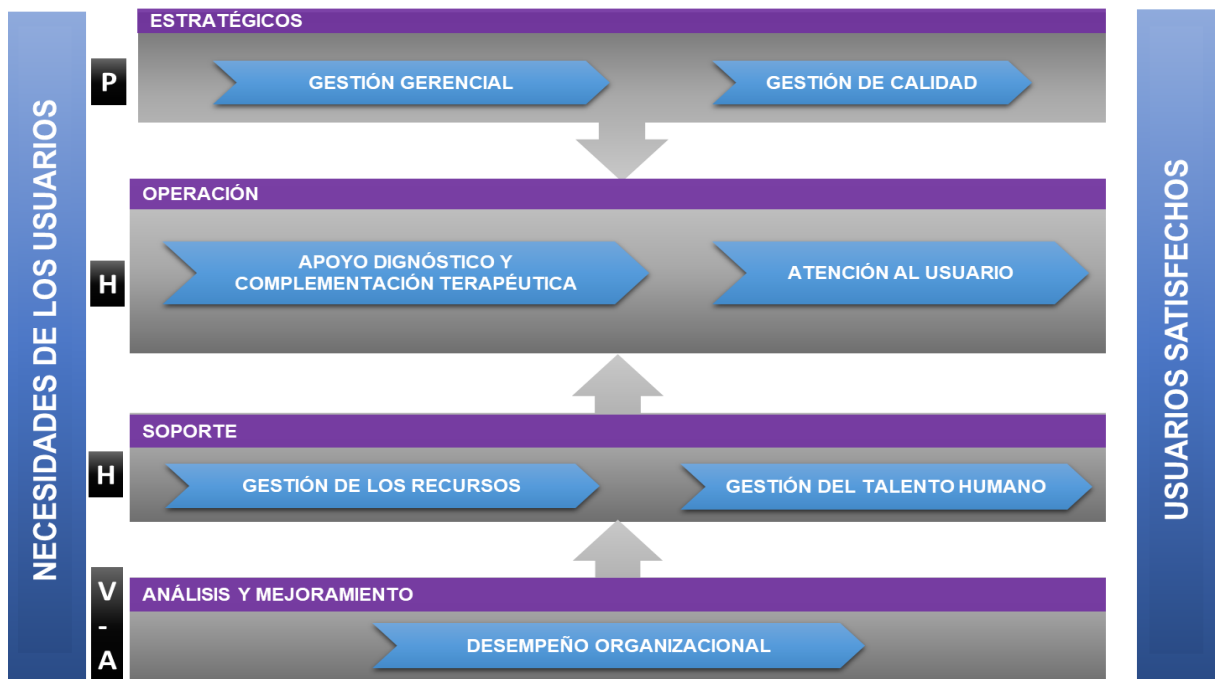 NECESIDADES DE LOS USUARIOS
P
ESTRATÉGICOS
GESTIÓN GERENCIAL
GESTIÓN DE CALIDAD
H
OPERACIÓN
APOYO DIGNÓSTICO Y
COMPLEMENTACIÓN TERAPÉUTICA
ATENCIÓN AL USUARIO
H
SOPORTE
GESTIÓN DE LOS RECURSOS
GESTIÓN DEL TALENTO HUMANO
V
-
A
ANÁLISIS Y MEJORAMIENTO
DESEMPEÑO ORGANIZACIONAL
USUARIOS SATISFECHOS